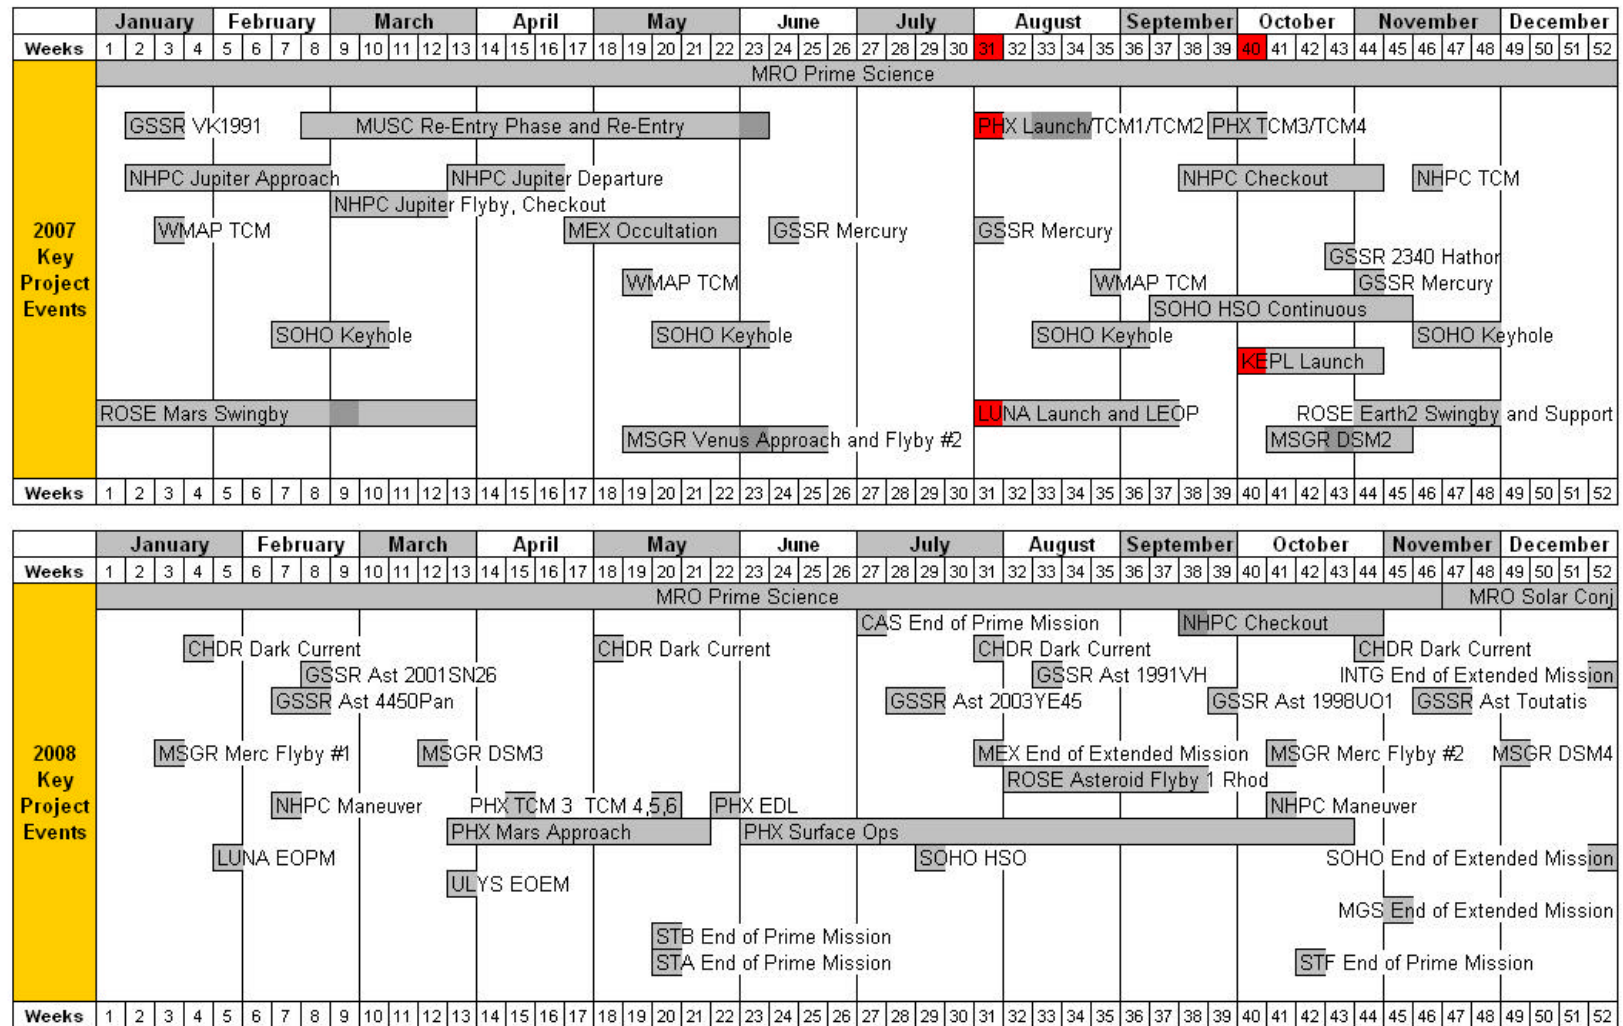 January February March April May June July August September October November December
Weeks 1 2 3 4 5 6 7 8 9 10 11 12 13 14 15 16 17 18 19 20 21 22 23 24 25 26 27 28 29 30 31 32 33 34 35 36 37 38 39 40 41 42 43 44 45 46 47 48 49 50 51 52
MRO Prime Science
GSSR VK1991 MUSC Re-Entry Phase and Re-Entry PHX Launch/TCM1/TCM2 PHX TCM3/TCM4
NHPC Jupiter Approach NHPC Jupiter Departure NHPC Checkout NHPC TCM
NHPC Jupiter Flyby, Checkout
2007 WMAP TCM MEX Occultation GSSR Mercury GSSR Mercury
Key GSSR 2340 Hathor
Project WMAP TCM WMAP TCM GSSR Mercury
Events SOHO HSO Continuous
SOHO Keyhole SOHO Keyhole SOHO Keyhole SOHO Keyhole
KEPL Launch
ROSE Mars Swingby LUNA Launch and LEOP ROSE Earth2 Swingby and Support
MSGR Venus Approach and Flyby #2 MSGR DSM2
Weeks 1 2 3 4 5 6 7 8 9 10 11 12 13 14 15 16 17 18 19 20 21 22 23 24 25 26 27 28 29 30 31 32 33 34 35 36 37 38 39 40 41 42 43 44 45 46 47 48 49 50 51 52
January February March April May June July August September October November December
Weeks 1 2 3 4 5 6 7 8 9 10 11 12 13 14 15 16 17 18 19 20 21 22 23 24 25 26 27 28 29 30 31 32 33 34 35 36 37 38 39 40 41 42 43 44 45 46 47 48 49 50 51 52
MRO Prime Science MRO Solar Conj
CAS End of Prime Mission NHPC Checkout
CHDR Dark Current CHDR Dark Current CHDR Dark Current CHDR Dark Current
GSSR Ast 2001SN26 GSSR Ast 1991VH INTG End of Extended Mission
GSSR Ast 4450Pan GSSR Ast 2003YE45 GSSR Ast 1998UO1 GSSR Ast Toutatis
2008 MSGR Merc Flyby #1 MSGR DSM3 MEX End of Extended Mission MSGR Merc Flyby #2 MSGR DSM4
Key ROSE Asteroid Flyby 1 Rhod
Project NHPC Maneuver PHX TCM 3 TCM 4,5,6 PHX EDL NHPC Maneuver
Events PHX Mars Approach PHX Surface Ops
LUNA EOPM SOHO HSO SOHO End of Extended Mission
ULYS EOEM
MGS End of Extended Mission
STB End of Prime Mission
STA End of Prime Mission STF End of Prime Mission
Weeks 1 2 3 4 5 6 7 8 9 10 11 12 13 14 15 16 17 18 19 20 21 22 23 24 25 26 27 28 29 30 31 32 33 34 35 36 37 38 39 40 41 42 43 44 45 46 47 48 49 50 51 52